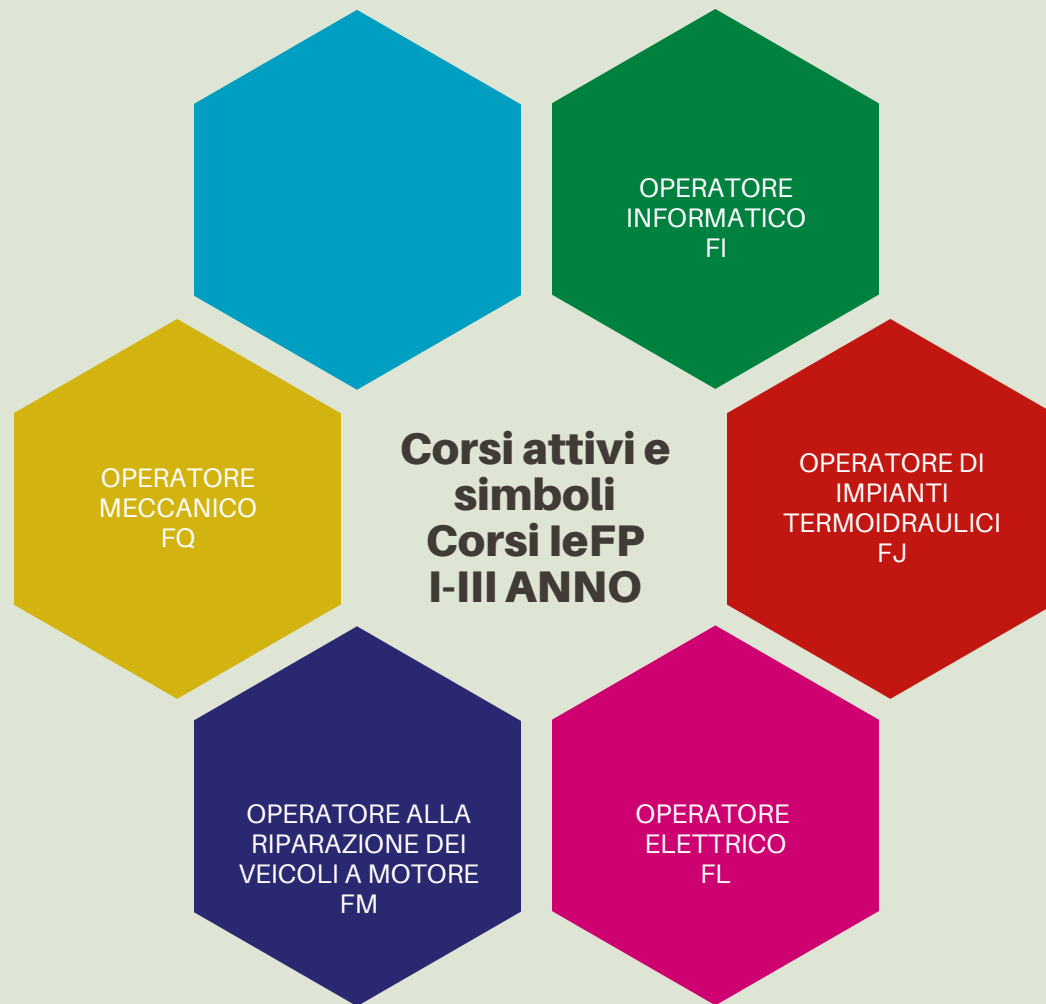 OPERATORE
INFORMATICO
FI
OPERATORE
MECCANICO
FQ
Corsi attivi e
simboli
Corsi IeFP
I-III ANNO
OPERATORE DI
IMPIANTI
TERMOIDRAULICI
FJ
OPERATORE ALLA
RIPARAZIONE DEI
VEICOLI A MOTORE
FM
OPERATORE
ELETTRICO
FL